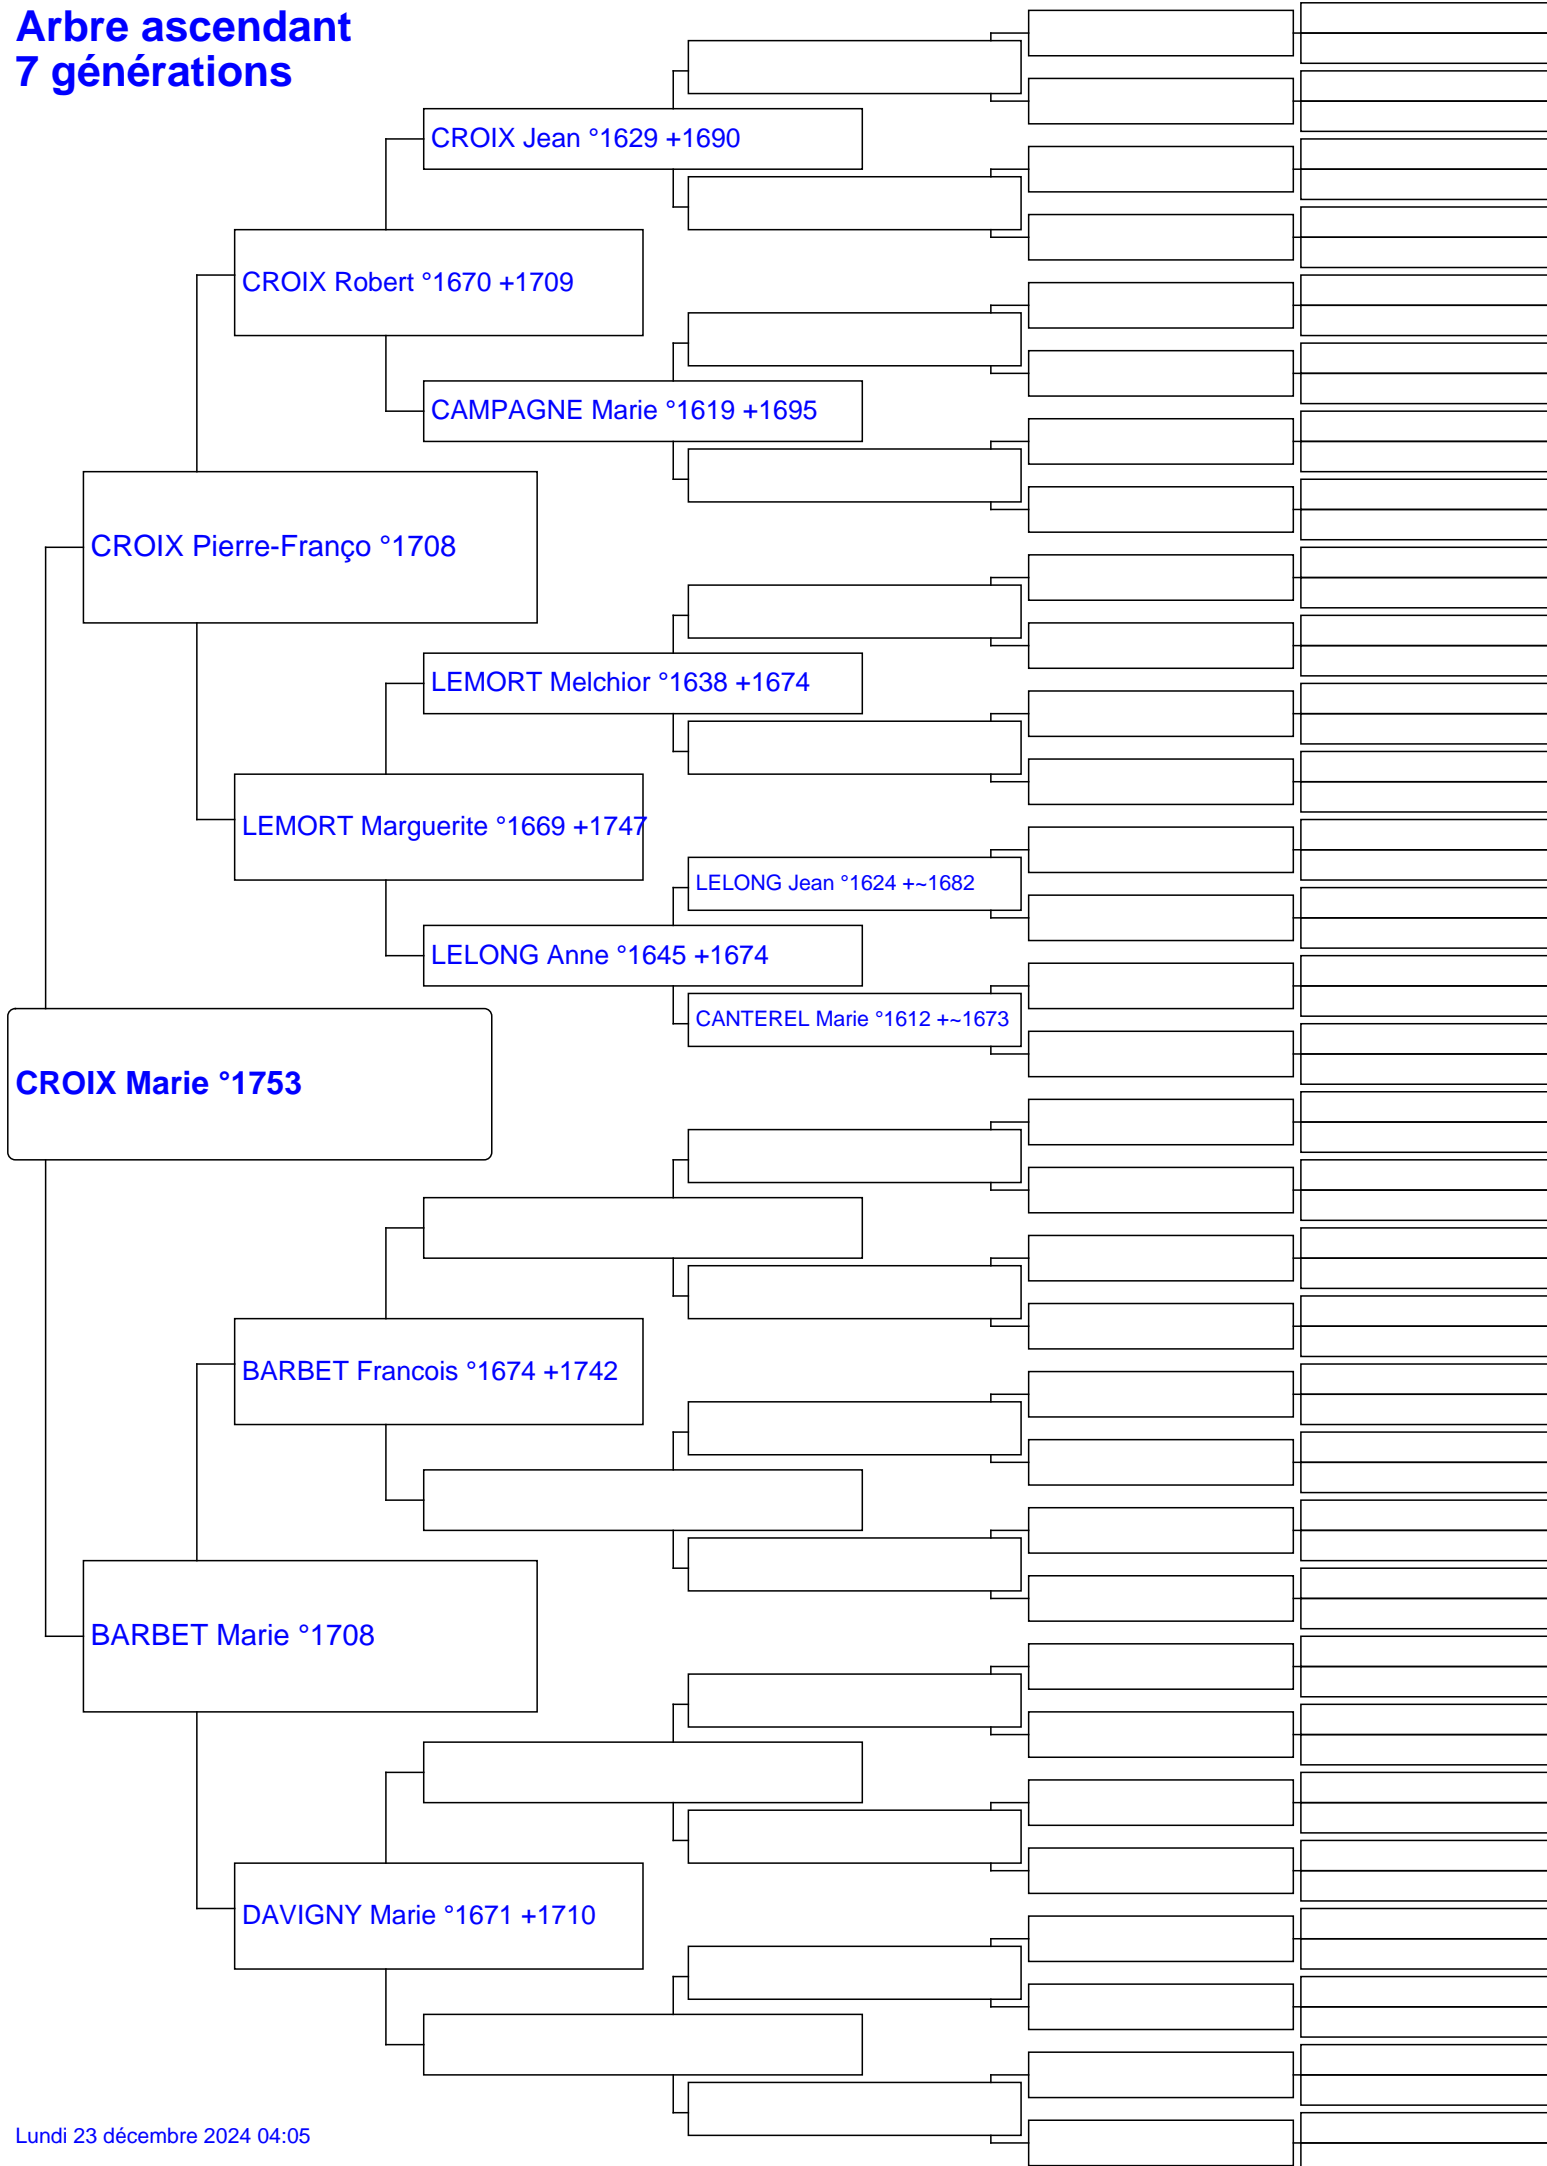 Arbre ascendant
7 générations
CROIX Jean °1629 +1690
CROIX Robert °1670 +1709
CAMPAGNE Marie °1619 +1695
CROIX Pierre-Franço °1708
LEMORT Melchior °1638 +1674
LEMORT Marguerite °1669 +1747
LELONG Jean °1624 +~1682
LELONG Anne °1645 +1674
CANTEREL Marie °1612 +~1673
CROIX Marie °1753
BARBET Francois °1674 +1742
BARBET Marie °1708
DAVIGNY Marie °1671 +1710
Lundi 23 décembre 2024 04:05